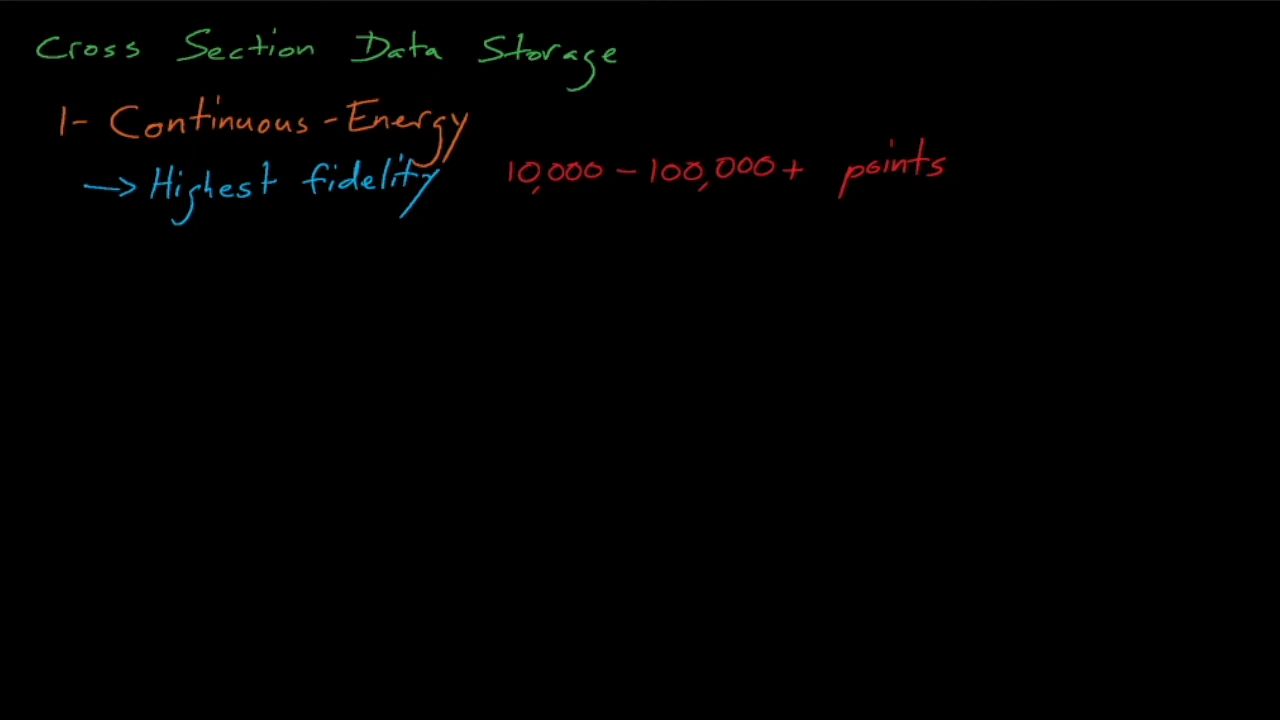 Cross Section Data Storage
1- Continuous-Energy
→ Highest fidelity 10,000 - 100,000+ points